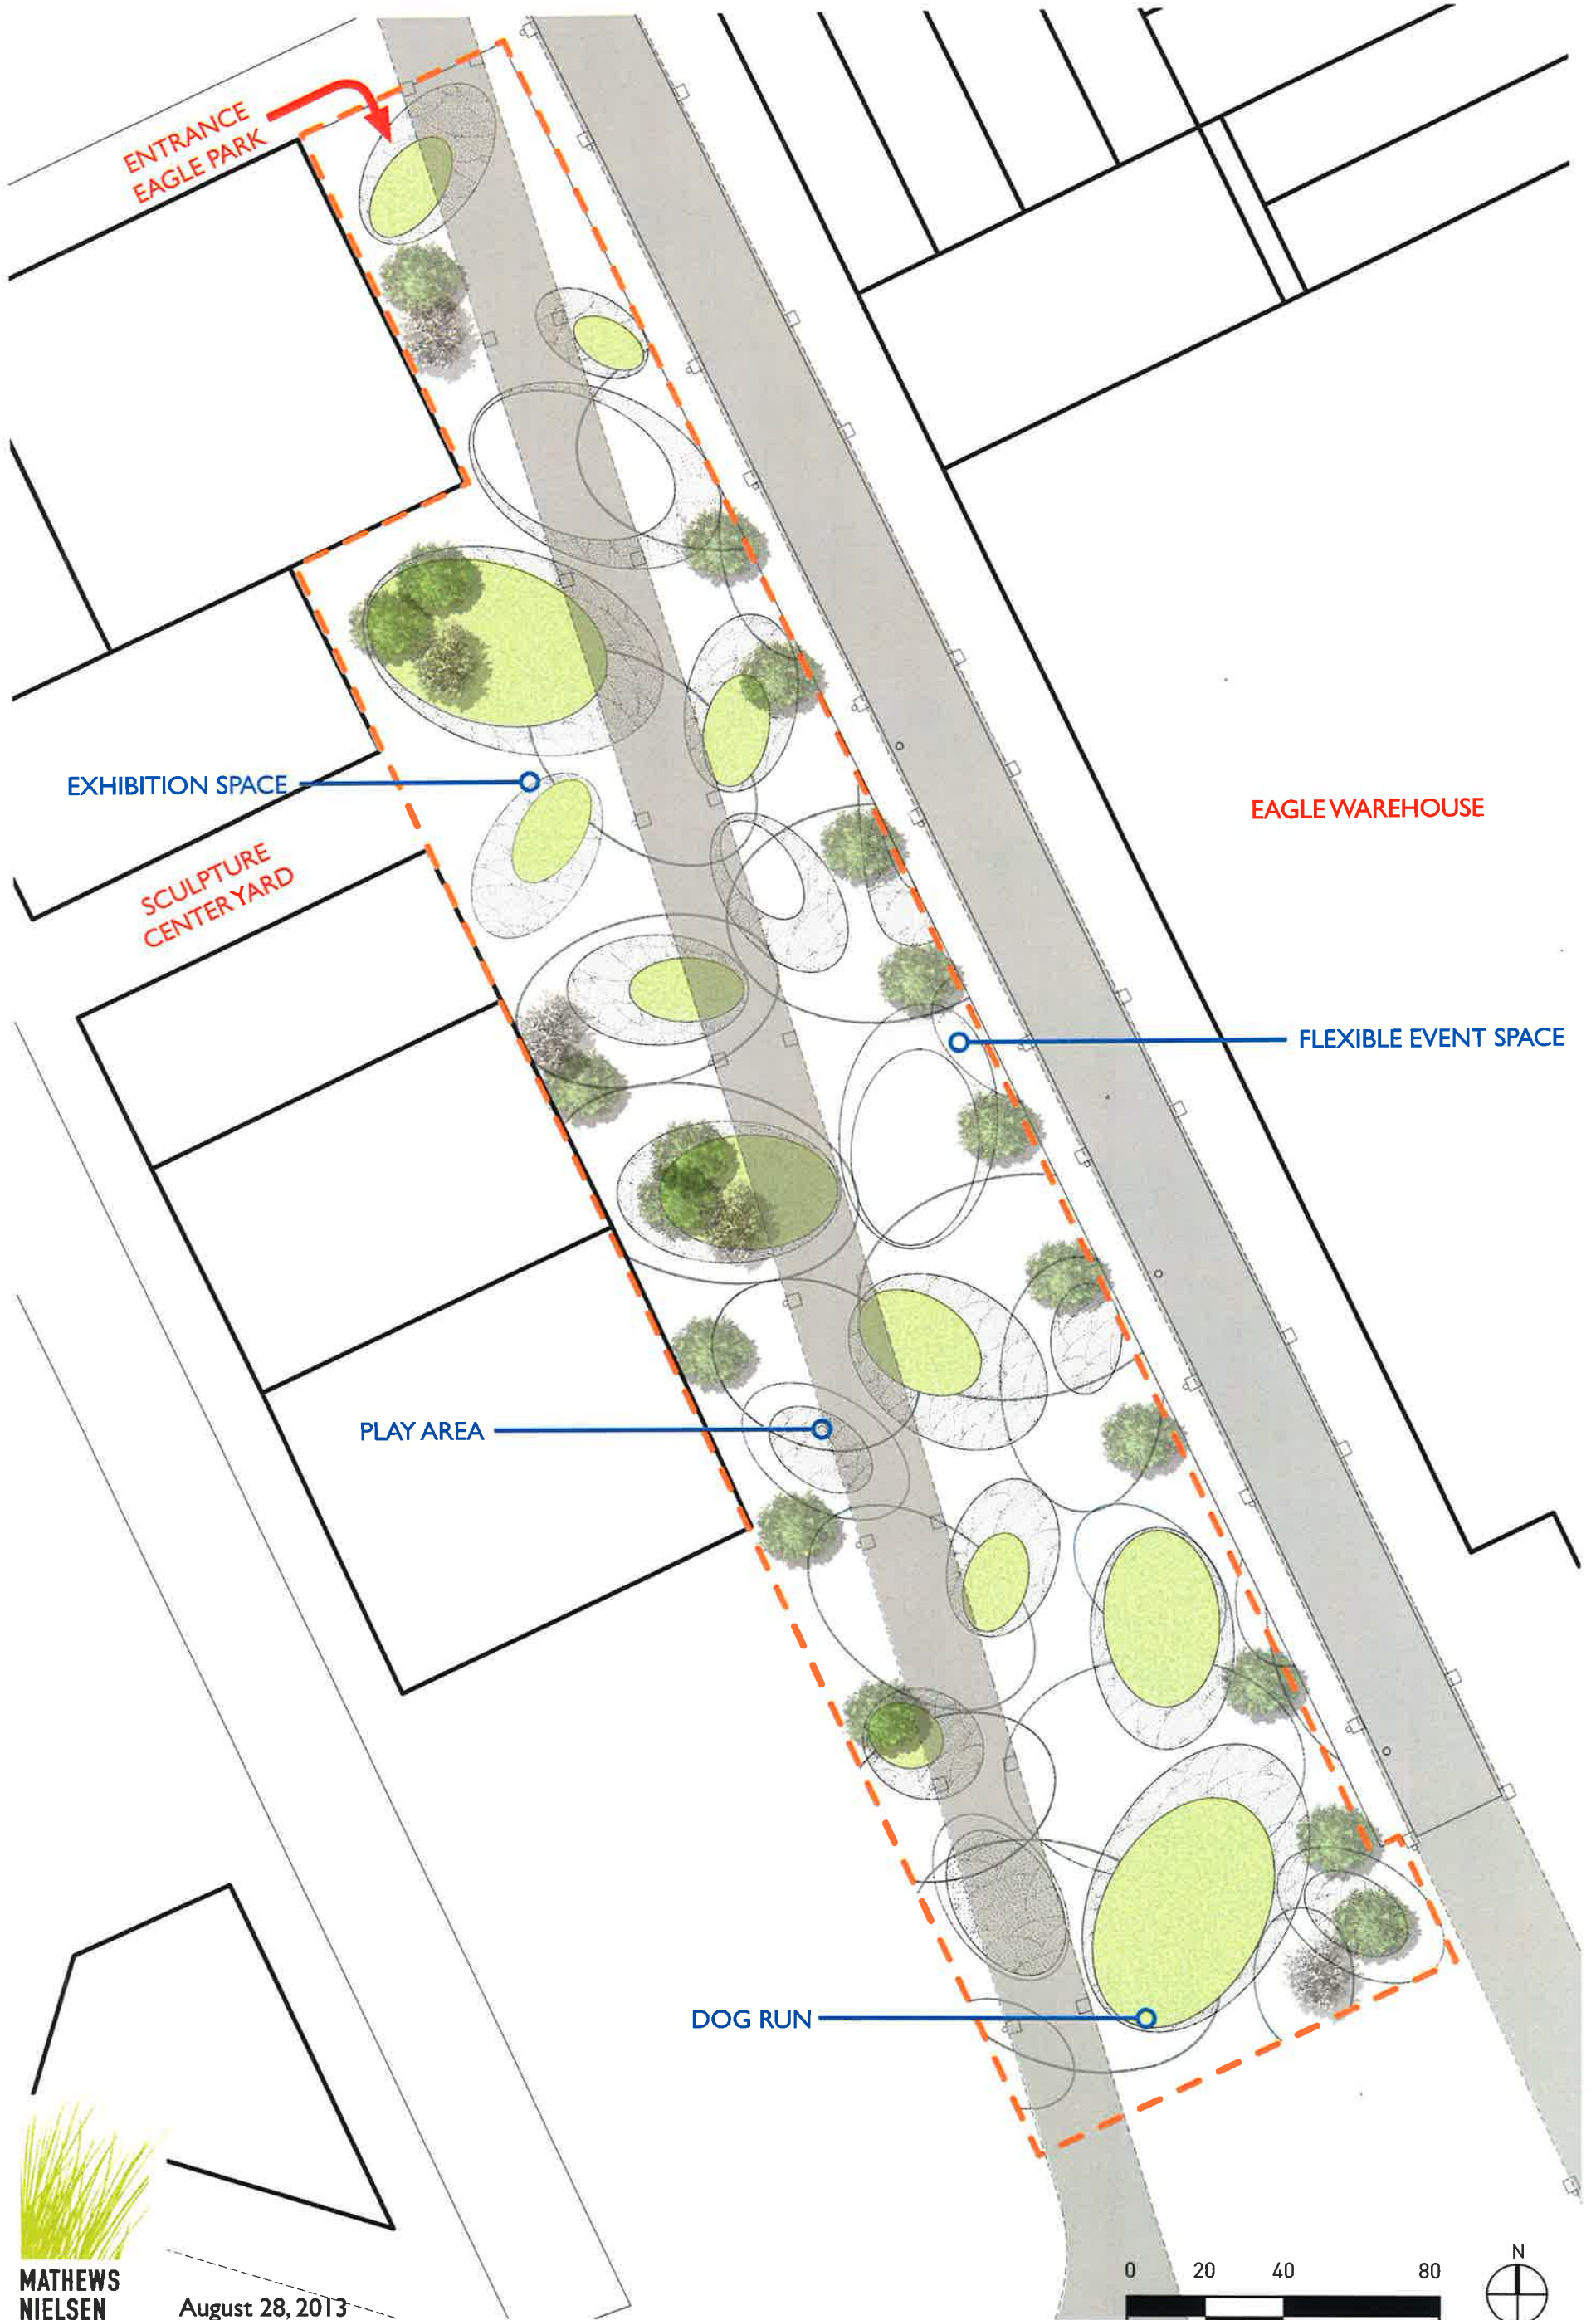 ENTRANCE
EAGLE PARK
EXHIBITION SPACE
EAGLE WAREHOUSE
SCULPTURE
CENTER YARD
FLEXIBLE EVENT SPACE
PLAY AREA
DOG RUN
MATHEWS
NIELSEN
August 28, 2013
0 20 40 80
N